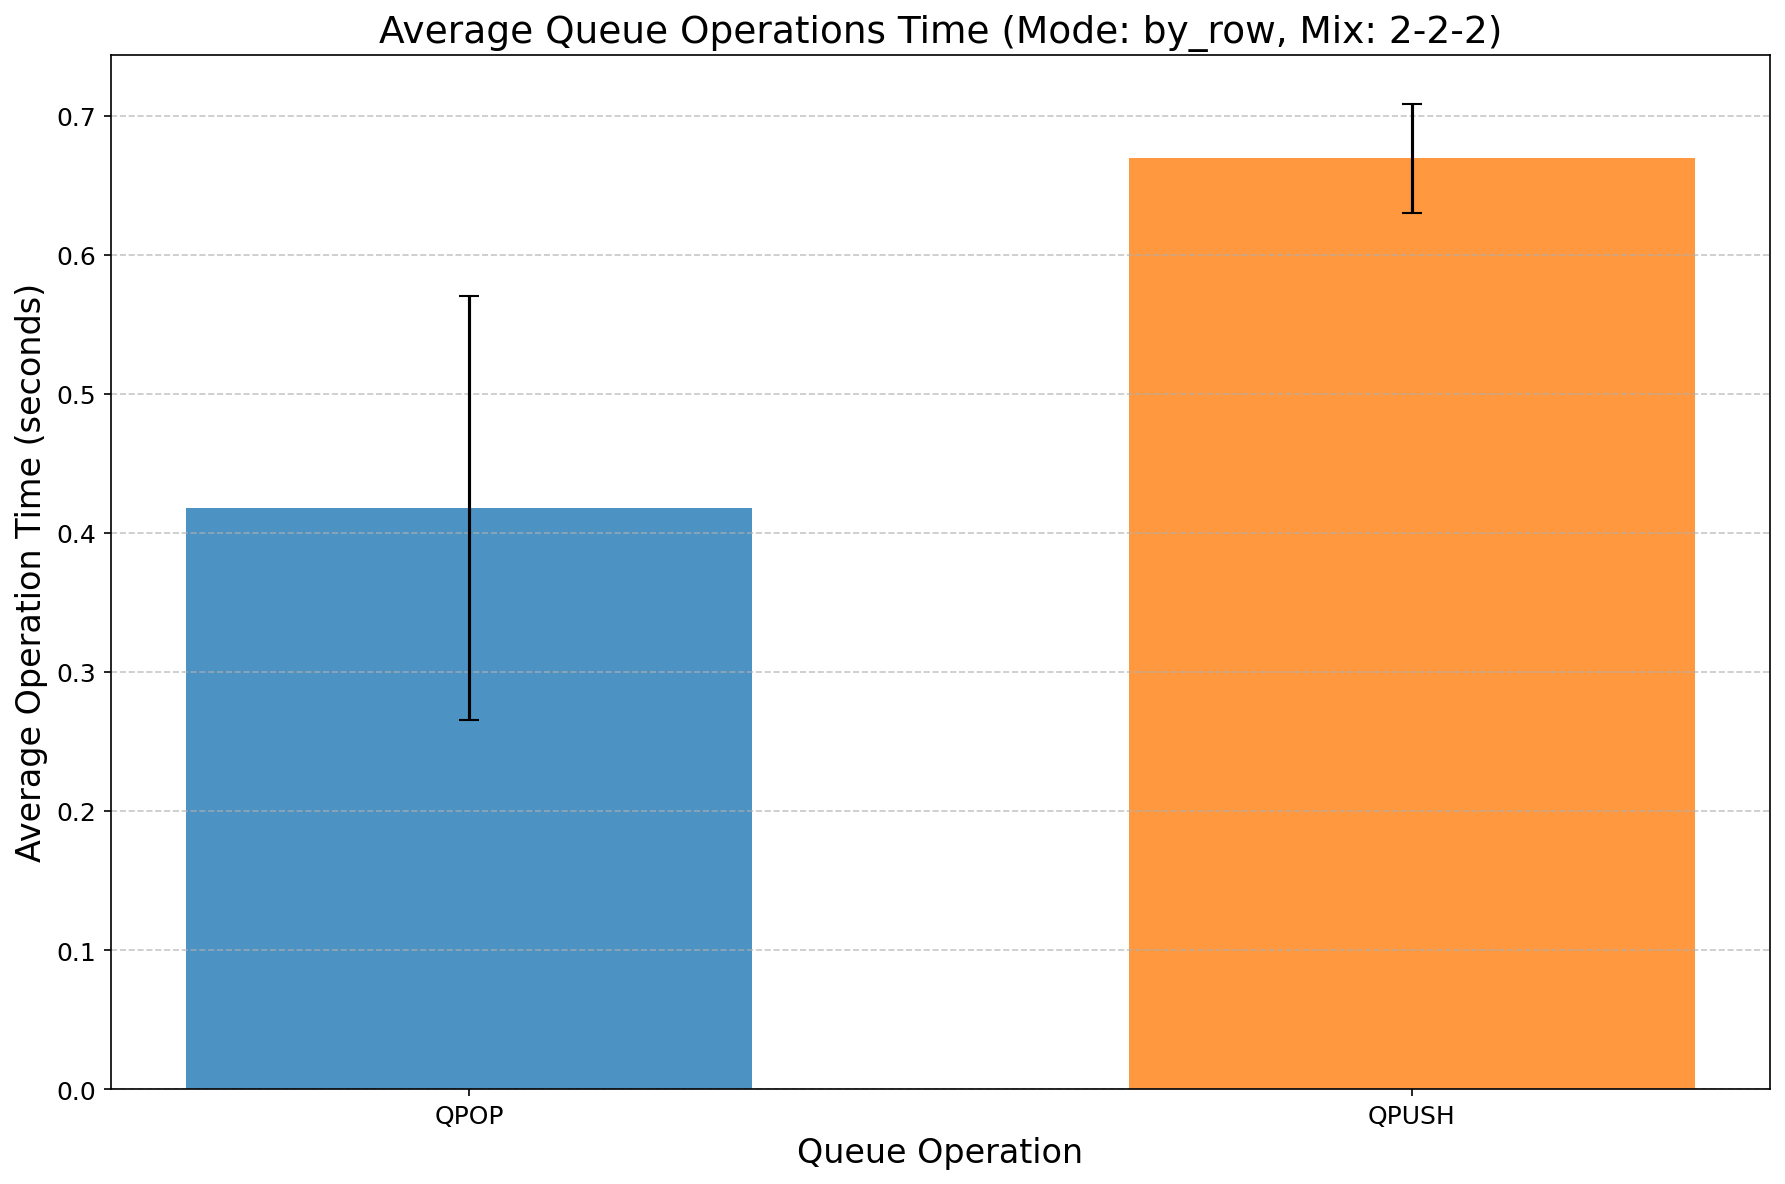 Average Queue Operations Time (Mode: by_row, Mix: 2-2-2)
Average Operation Time (seconds)
0.7
0.6
0.5
0.4
0.3
0.2
0.1
0.0
QPOP
QPUSH
Queue Operation